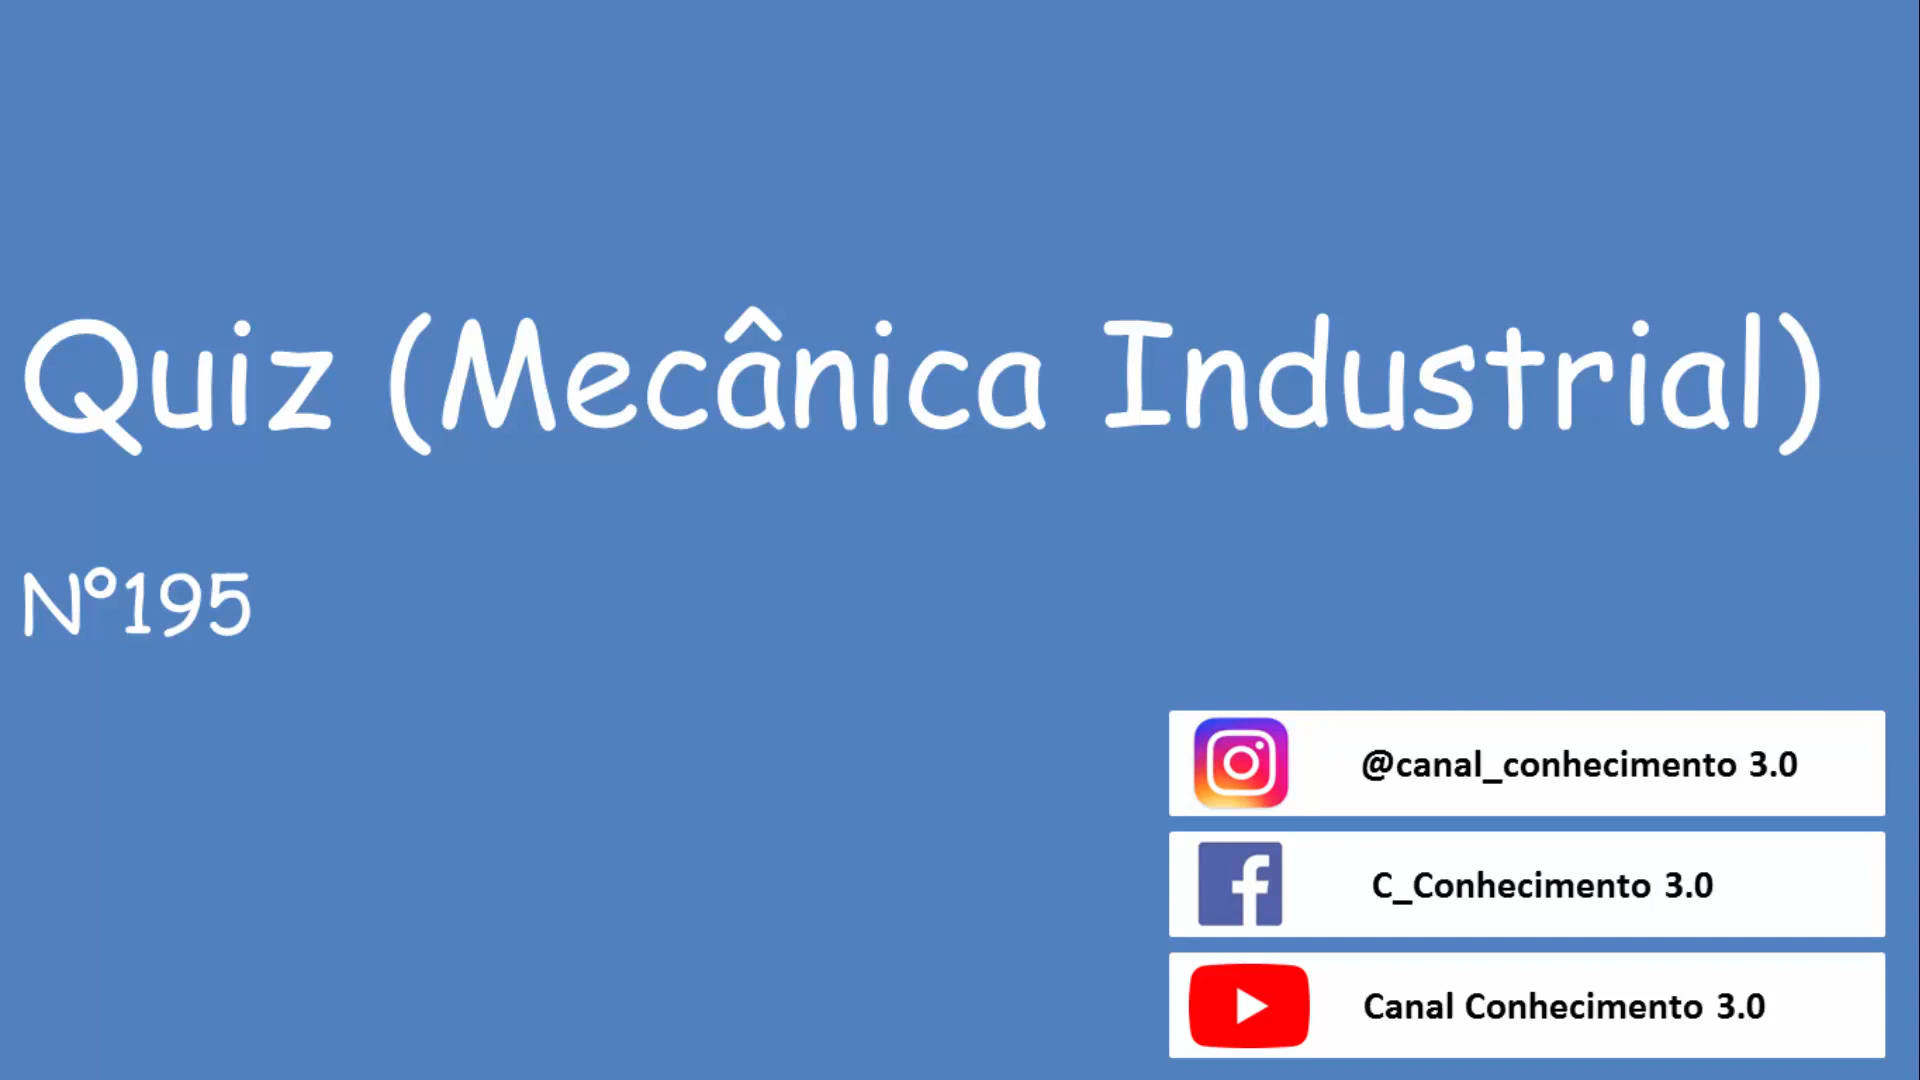 Quiz (Mecânica Industrial)
Nº195
@canal_conhecimento 3.0
C_Conhecimento 3.0
Canal Conhecimento 3.0